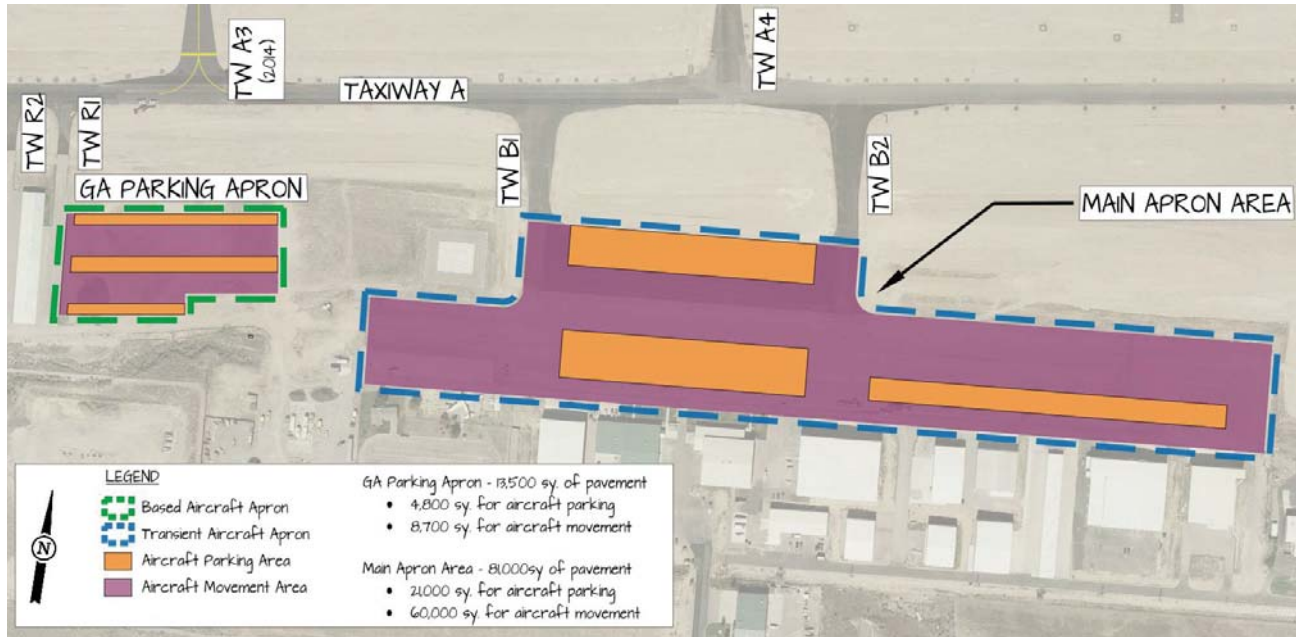 TW A3
(2014)
TW A4
TAXIWAY A
TW R2
TW R1
TW B1
TW B2
GA PARKING APRON
MAIN APRON AREA
LEGEND
Based Aircraft Apron
Transient Aircraft Apron
Aircraft Parking Area
Aircraft Movement Area
N
GA Parking Apron - 13,500 sy. of pavement
• 4,800 sy. for aircraft parking
• 8,700 sy. for aircraft movement
Main Apron Area - 81,000sy of pavement
• 21,000 sy. for aircraft parking
• 60,000 sy. for aircraft movement